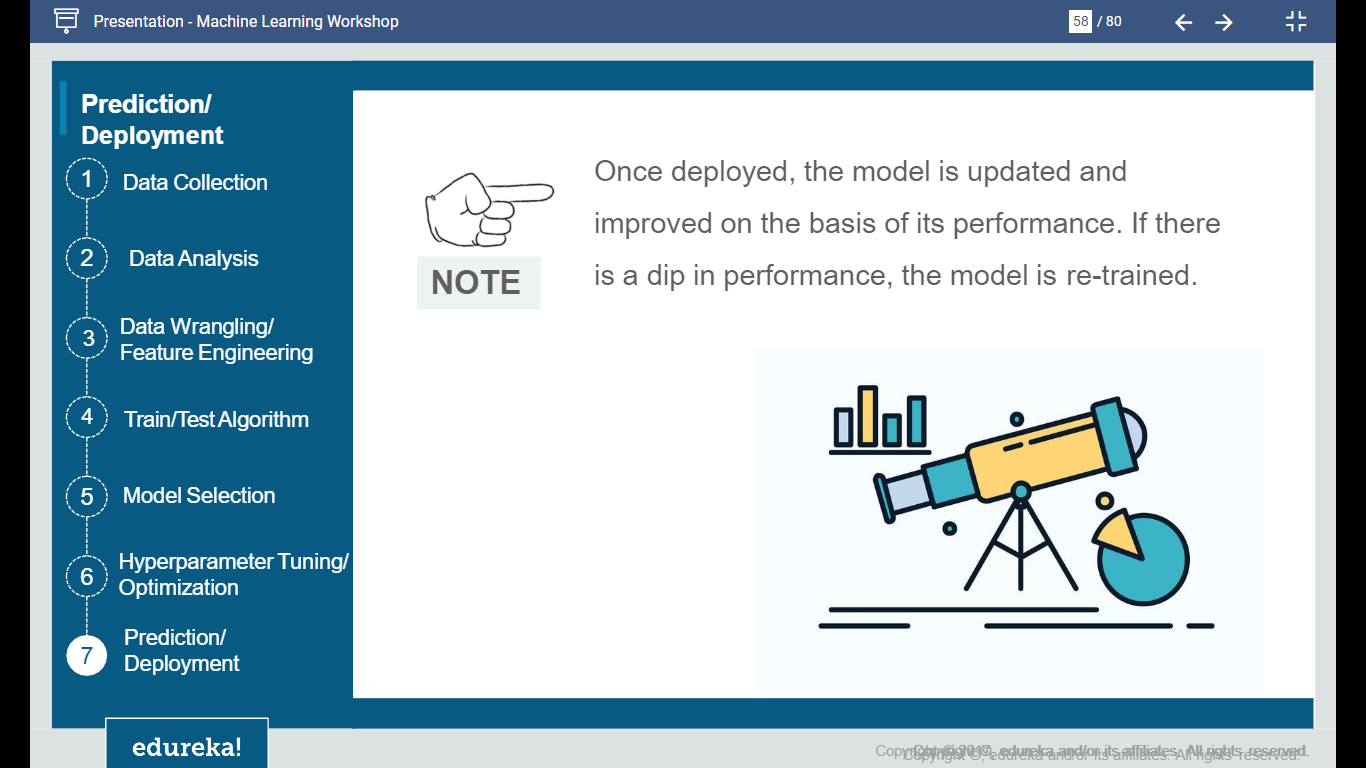 Presentation - Machine Learning Workshop
58 / 80
Prediction/
Deployment
1 Data Collection
2 Data Analysis
3 Data Wrangling/
Feature Engineering
4 Train/Test Algorithm
5 Model Selection
6 Hyperparameter Tuning/
Optimization
7 Prediction/
Deployment
NOTE
Once deployed, the model is updated and
improved on the basis of its performance. If there
is a dip in performance, the model is re-trained.
edureka!
edureka and/or its affiliates. All rights reserved.